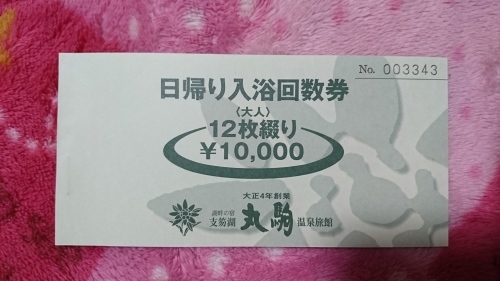 No. 003343
日帰り入浴回数券
〈大人〉
12枚綴り
¥10,000
大正4年創業
湖畔の宿
支笏湖 丸駒 温泉旅館